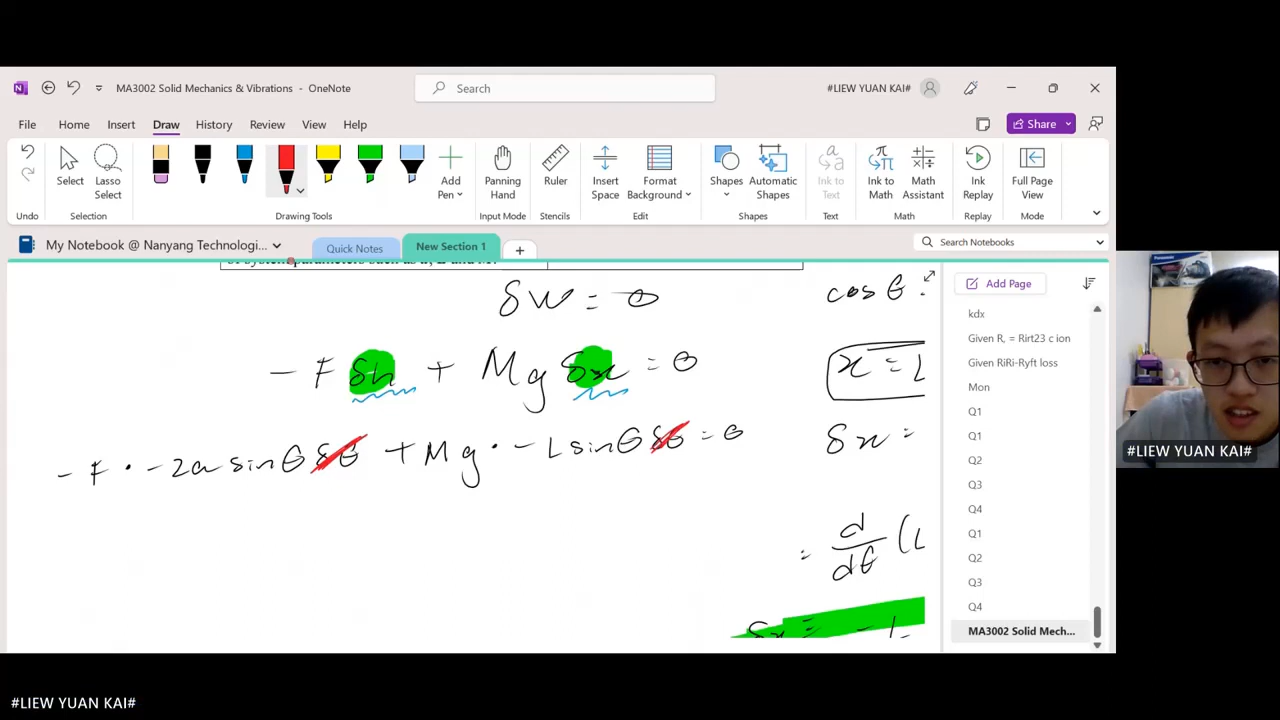 MA3002 Solid Mechanics & Vibrations - OneNote
Search
#LIEW YUAN KAI#
File Home Insert Draw History Review View Help
Share
Undo
Select
Lasso Select
Add Pen
Panning Hand
Ruler
Insert Space
Format Background
Shapes
Automatic Shapes
Ink to Text
Ink to Math
Math Assistant
Ink Replay
Full Page View
Selection
Drawing Tools
Input Mode
Stencils
Edit
Shapes
Text
Math
Replay
Mode
My Notebook @ Nanyang Technologi...
Quick Notes
New Section 1
Search Notebooks
δW = 0
- F δh + Mg δx = 0
- F · -2a sinθ δθ + Mg · -L sinθ δθ = 0
cos θ :
x = L
δx =
= d/dθ (L
δx = -L
Add Page
kdx
Given R, = Rirt23 c ion
Given RiRi-Ryft loss
Mon
Q1
Q1
Q2
Q3
Q4
Q1
Q2
Q3
Q4
MA3002 Solid Mech...
#LIEW YUAN KAI#
#LIEW YUAN KAI#